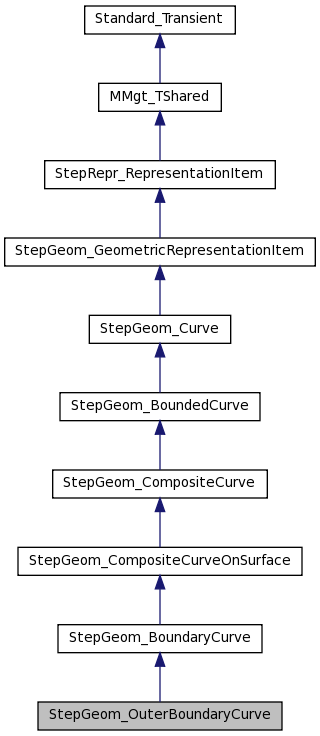 Standard_Transient
MMgt_TShared
StepRepr_RepresentationItem
StepGeom_GeometricRepresentationItem
StepGeom_Curve
StepGeom_BoundedCurve
StepGeom_CompositeCurve
StepGeom_CompositeCurveOnSurface
StepGeom_BoundaryCurve
StepGeom_OuterBoundaryCurve